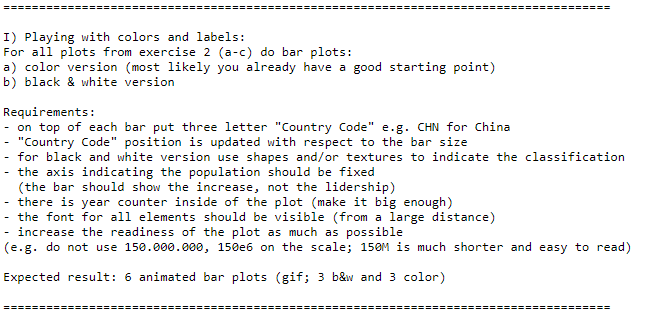 =====================================================================================
I) Playing with colors and labels:
For all plots from exercise 2 (a-c) do bar plots:
a) color version (most likely you already have a good starting point)
b) black & white version
Requirements:
- on top of each bar put three letter "Country Code" e.g. CHN for China
- "Country Code" position is updated with respect to the bar size
- for black and white version use shapes and/or textures to indicate the classification
- the axis indicating the population should be fixed
(the bar should show the increase, not the lidership)
- there is year counter inside of the plot (make it big enough)
- the font for all elements should be visible (from a large distance)
- increase the readiness of the plot as much as possible
(e.g. do not use 150.000.000, 150e6 on the scale; 150M is much shorter and easy to read)
Expected result: 6 animated bar plots (gif; 3 b&w and 3 color)
=====================================================================================